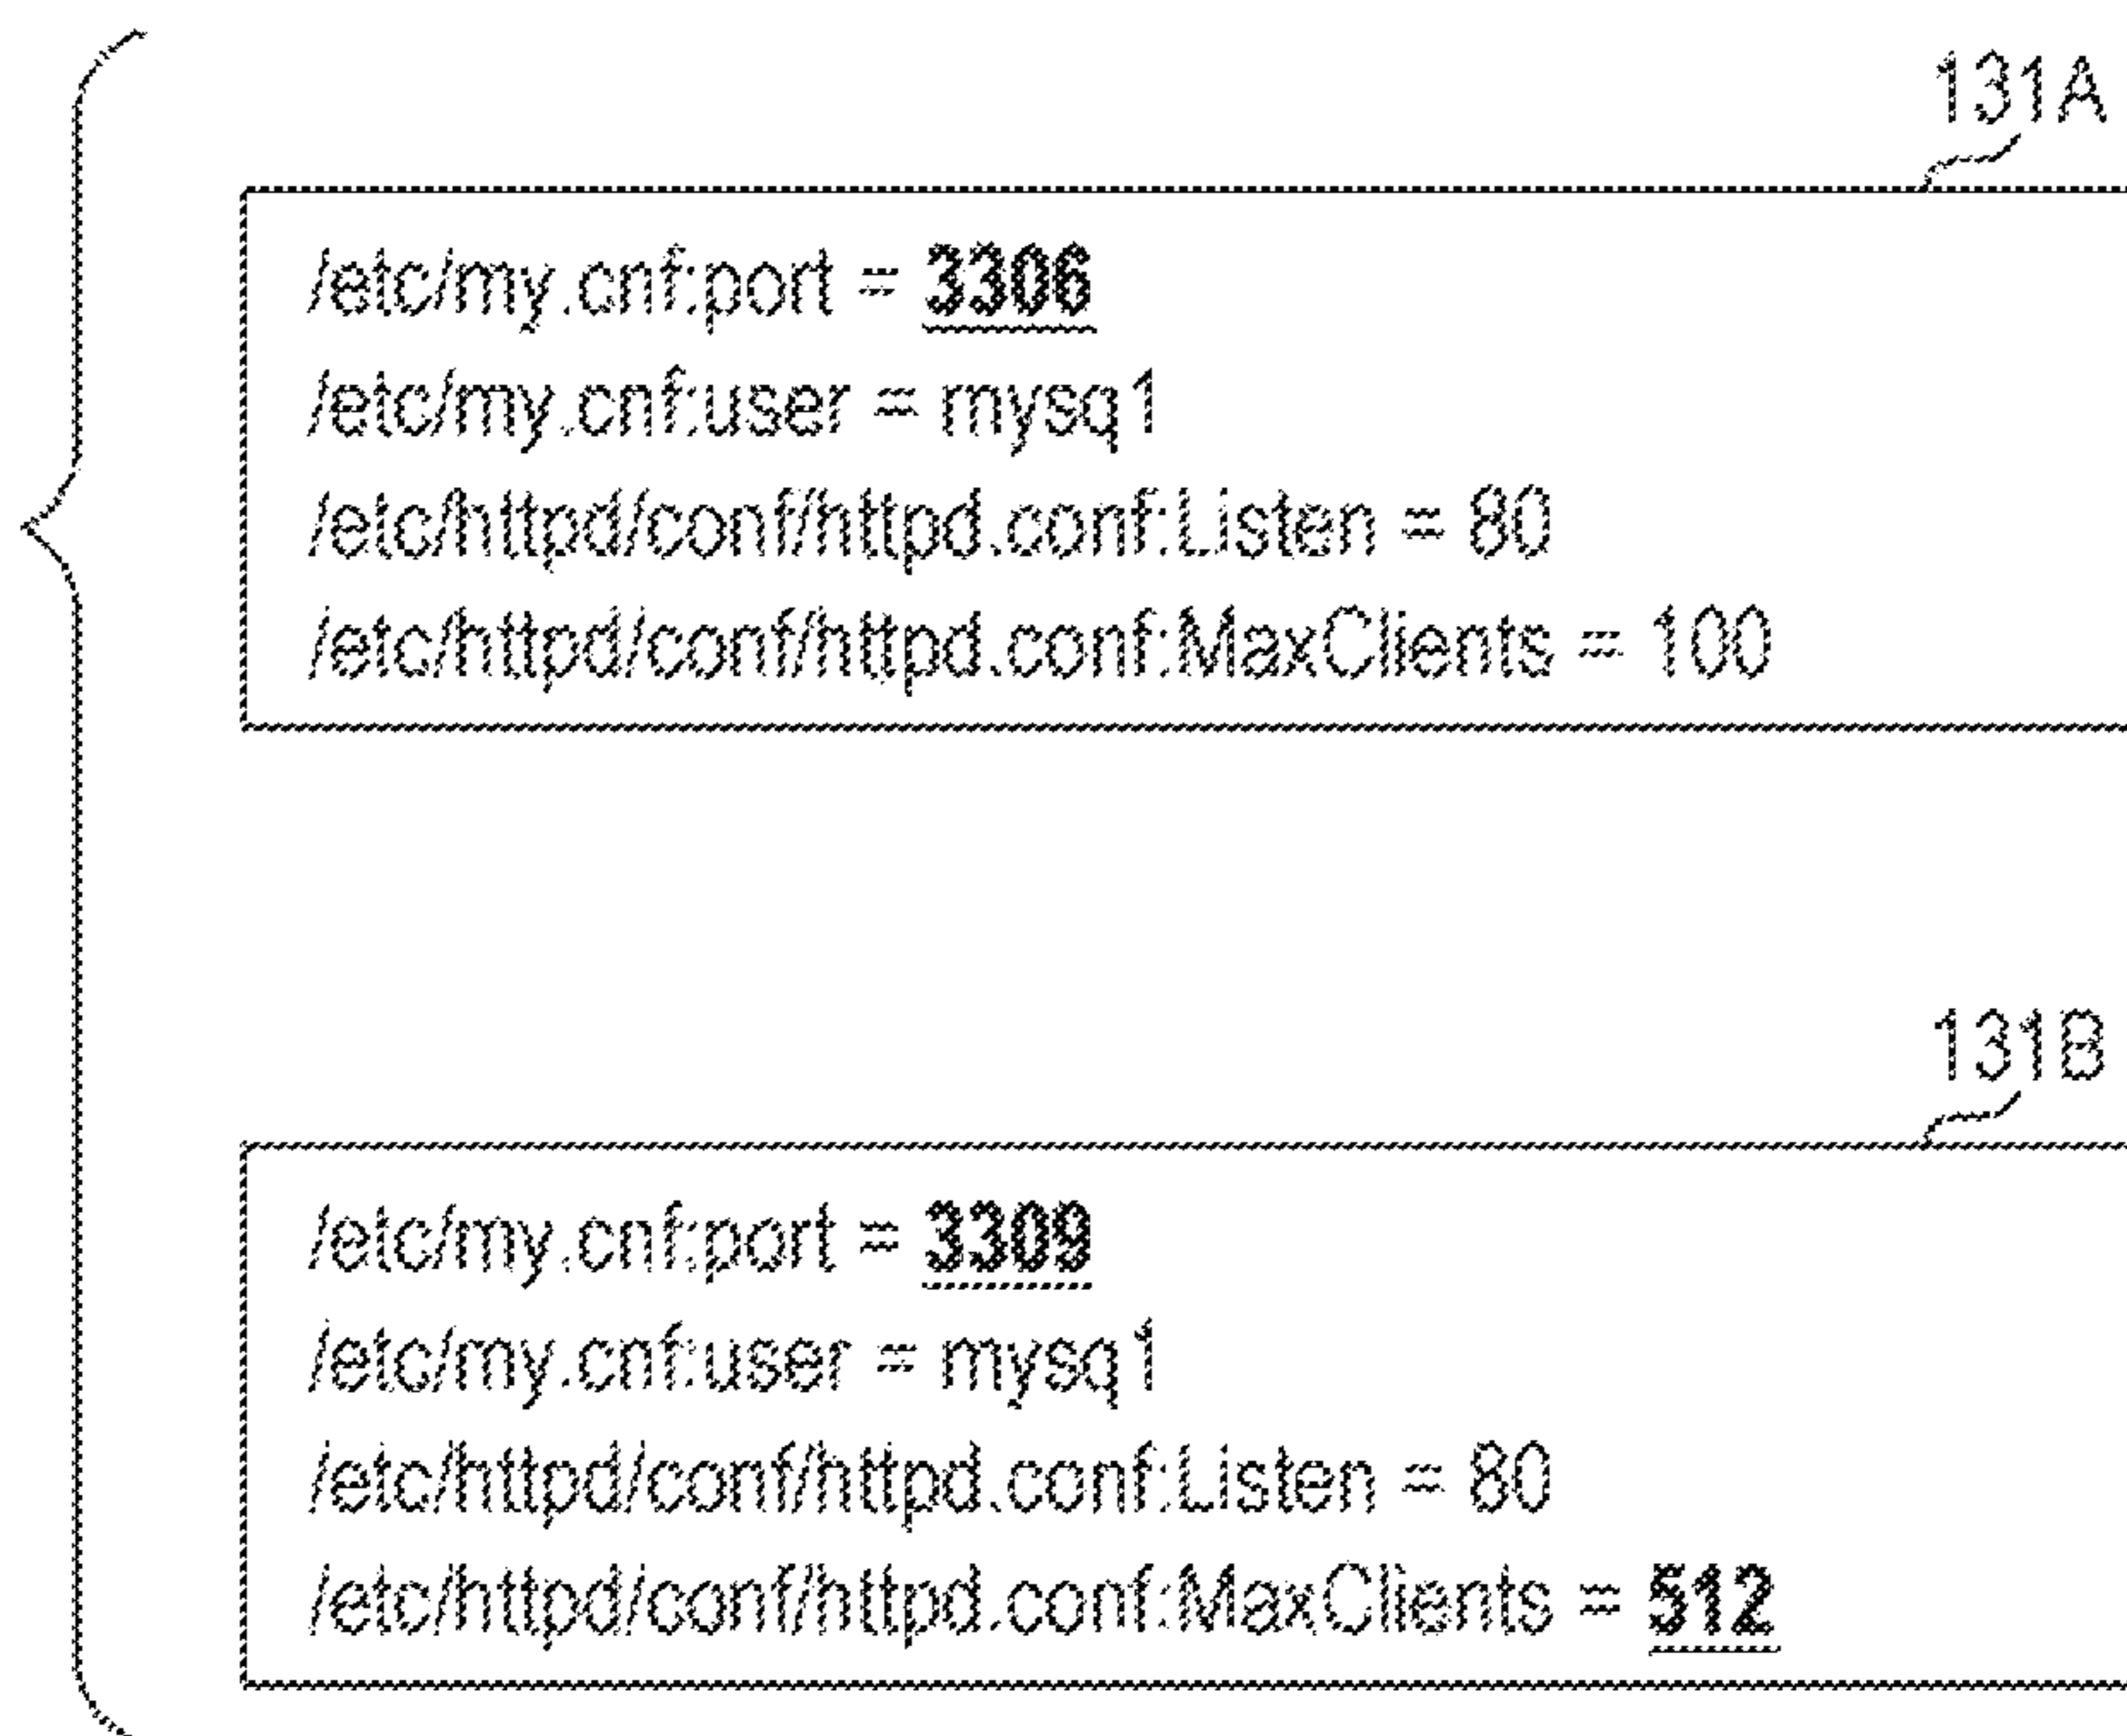 131A
/etc/my.cnf:port = 3306
/etc/my.cnf:user = mysq1
/etc/httpd/conf/httpd.conf:Listen = 80
/etc/httpd/conf/httpd.conf:MaxClients = 100
131B
/etc/my.cnf:port = 3309
/etc/my.cnf:user = mysq1
/etc/httpd/conf/httpd.conf:Listen = 80
/etc/httpd/conf/httpd.conf:MaxClients = 512